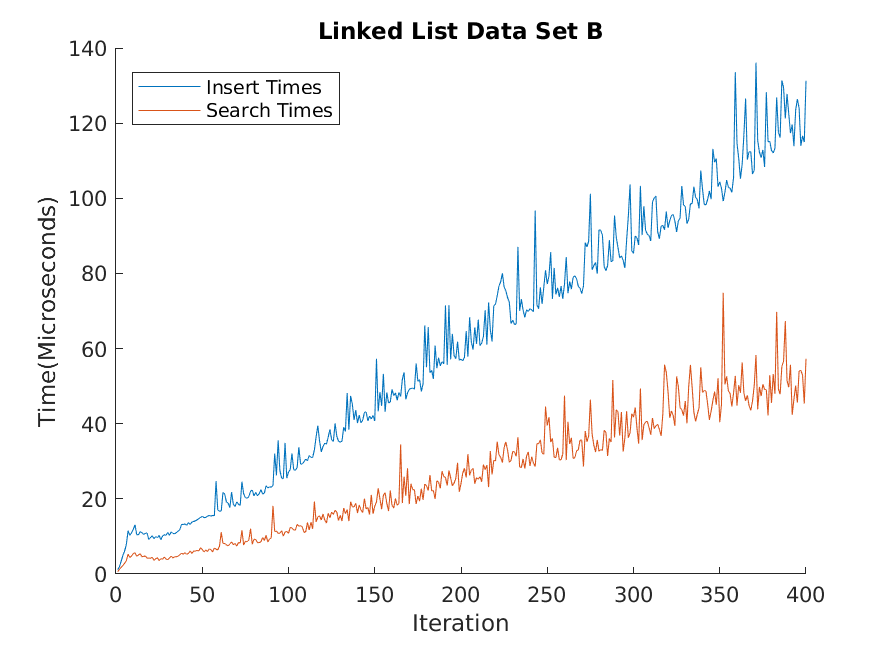 Linked List Data Set B
140
120
100
80
60
40
20
0
Time(Microseconds)
Insert Times
Search Times
0 50 100 150 200 250 300 350 400
Iteration